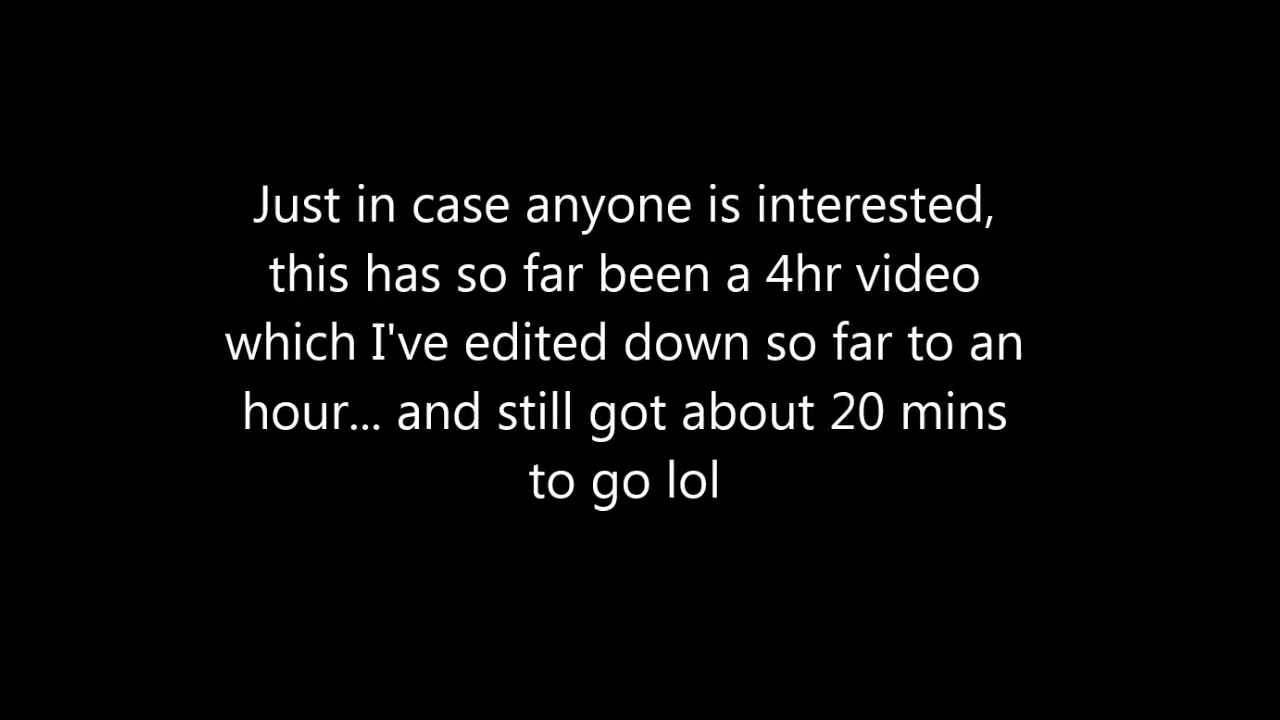 Just in case anyone is interested,
this has so far been a 4hr video
which I've edited down so far to an
hour... and still got about 20 mins
to go lol